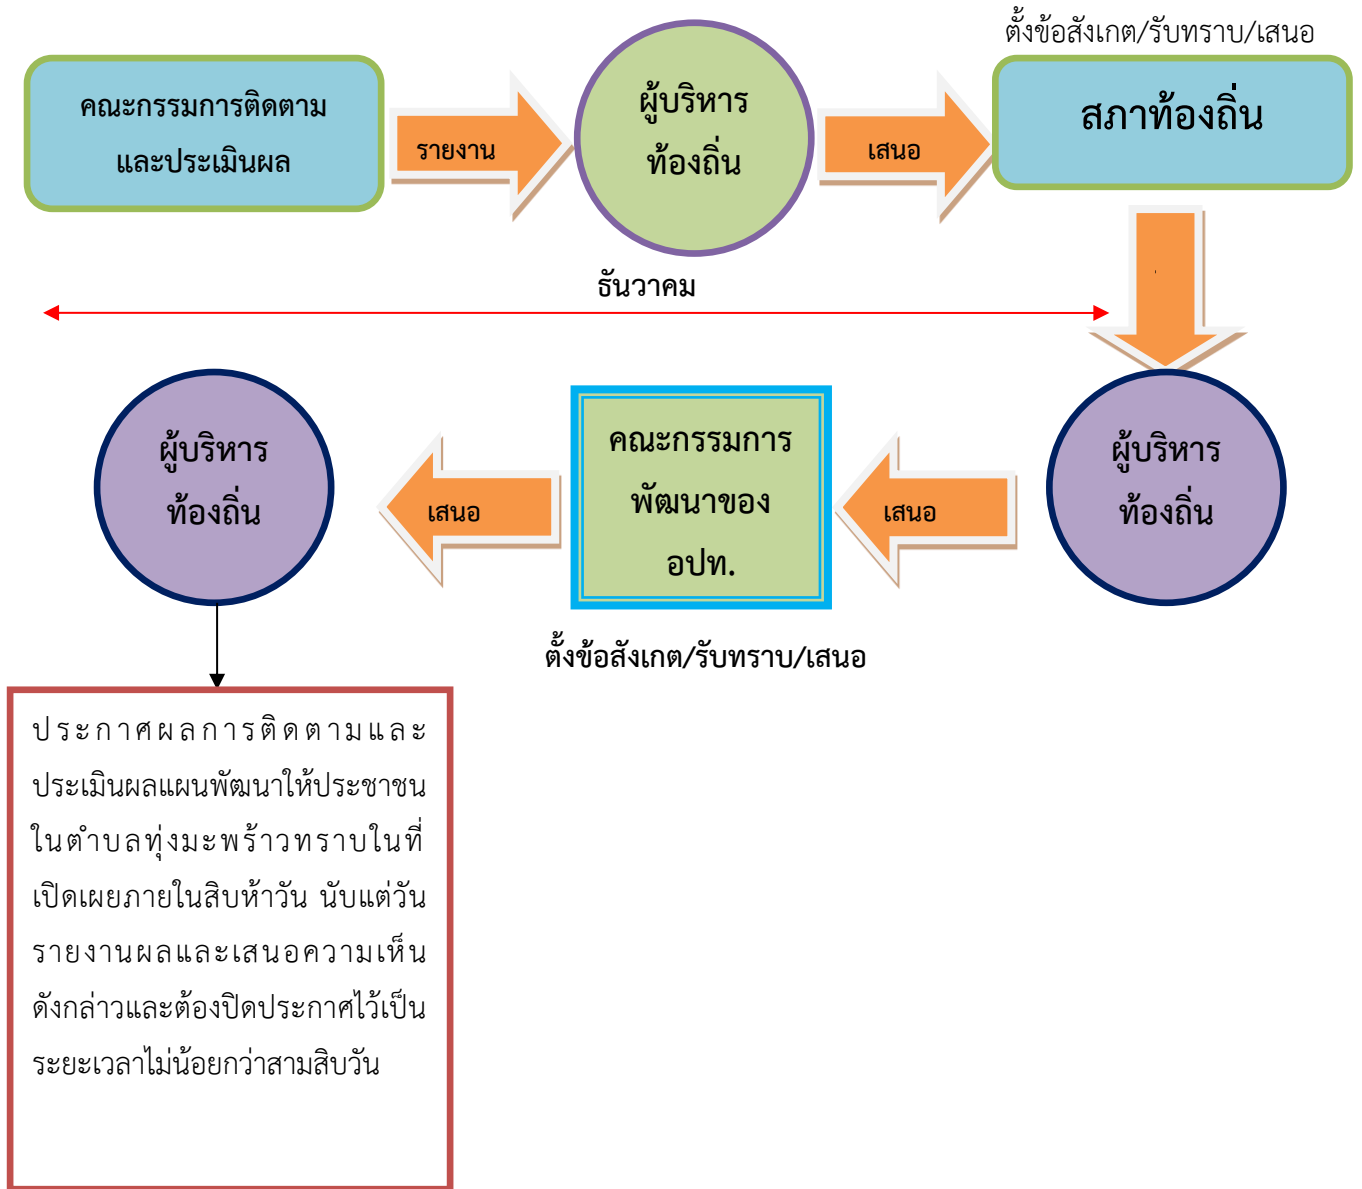 ตั้งข้อสังเกต/รับทราบ/เสนอ
คณะกรรมการติดตาม
และประเมินผล
รายงาน
ผู้บริหาร
ท้องถิ่น
เสนอ
สภาท้องถิ่น
ธันวาคม
ผู้บริหาร
ท้องถิ่น
เสนอ
คณะกรรมการ
พัฒนาของ
อปท.
เสนอ
ผู้บริหาร
ท้องถิ่น
ตั้งข้อสังเกต/รับทราบ/เสนอ
ประกาศผลการติดตามและ
ประเมินผลแผนพัฒนาให้ประชาชน
ในตำบลทุ่งมะพร้าวทราบในที่
เปิดเผยภายในสิบห้าวัน นับแต่วัน
รายงานผลและเสนอความเห็น
ดังกล่าวและต้องปิดประกาศไว้เป็น
ระยะเวลาไม่น้อยกว่าสามสิบวัน